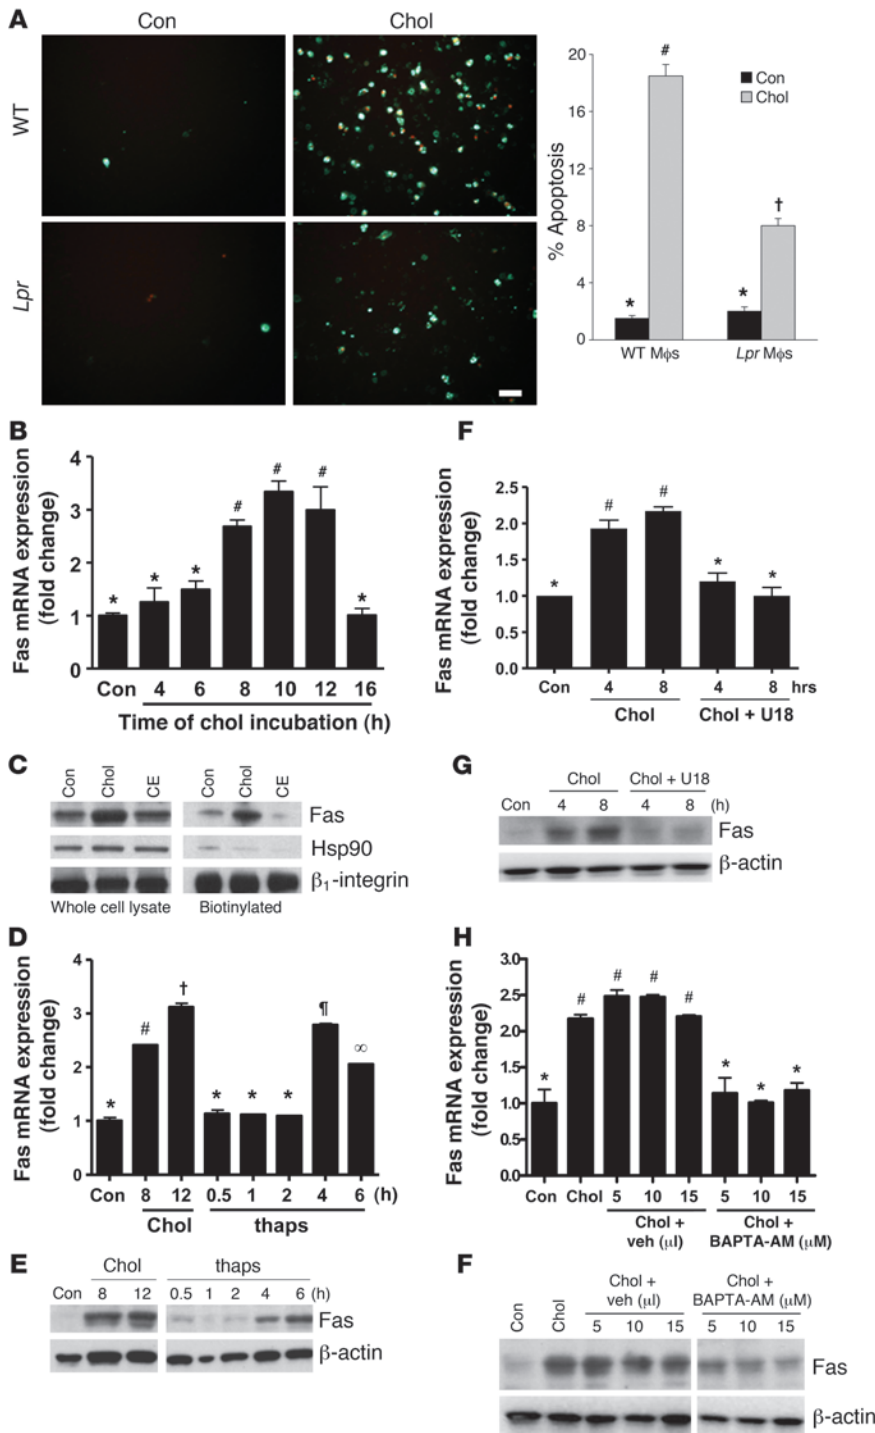 A
Con
Chol
WT
Lpr
% Apoptosis
20
16
12
8
4
0
#
†
*
*
Con
Chol
WT Mϕs
Lpr Mϕs
B
Fas mRNA expression
(fold change)
4
3
2
1
0
*
*
*
#
#
#
*
Con
4
6
8
10
12
16
Time of chol incubation (h)
F
Fas mRNA expression
(fold change)
2.5
2.0
1.5
1.0
0.5
0.0
*
#
#
*
*
Con
4
8
4
8
hrs
Chol
Chol + U18
C
Con
Chol
CE
Con
Chol
CE
Fas
Hsp90
β1-integrin
Whole cell lysate
Biotinylated
G
Chol
Chol + U18
Con
4
8
4
8
(h)
Fas
β-actin
D
Fas mRNA expression
(fold change)
4
3
2
1
0
*
#
†
*
*
*
¶
∞
Con
8
12
0.5
1
2
4
6
(h)
Chol
thaps
H
Fas mRNA expression
(fold change)
3.0
2.5
2.0
1.5
1.0
0.5
0.0
*
#
#
#
#
*
*
*
Con
Chol
5
10
15
5
10
15
Chol +
veh (μl)
Chol +
BAPTA-AM (μM)
E
Chol
thaps
Con
8
12
0.5
1
2
4
6
(h)
Fas
β-actin
F
Chol +
veh (μl)
Chol +
BAPTA-AM (μM)
Con
Chol
5
10
15
5
10
15
Fas
β-actin